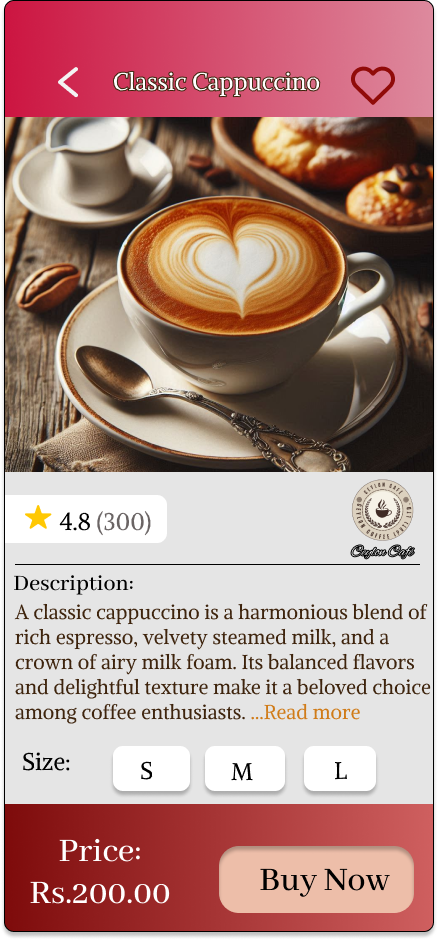 Classic Cappuccino
4.8 (300)
CEYLON CAFÉ
Ceylon Café
Description:
A classic cappuccino is a harmonious blend of
rich espresso, velvety steamed milk, and a
crown of airy milk foam. Its balanced flavors
and delightful texture make it a beloved choice
among coffee enthusiasts. ...Read more
Size:
S
M
L
Price:
Rs.200.00
Buy Now